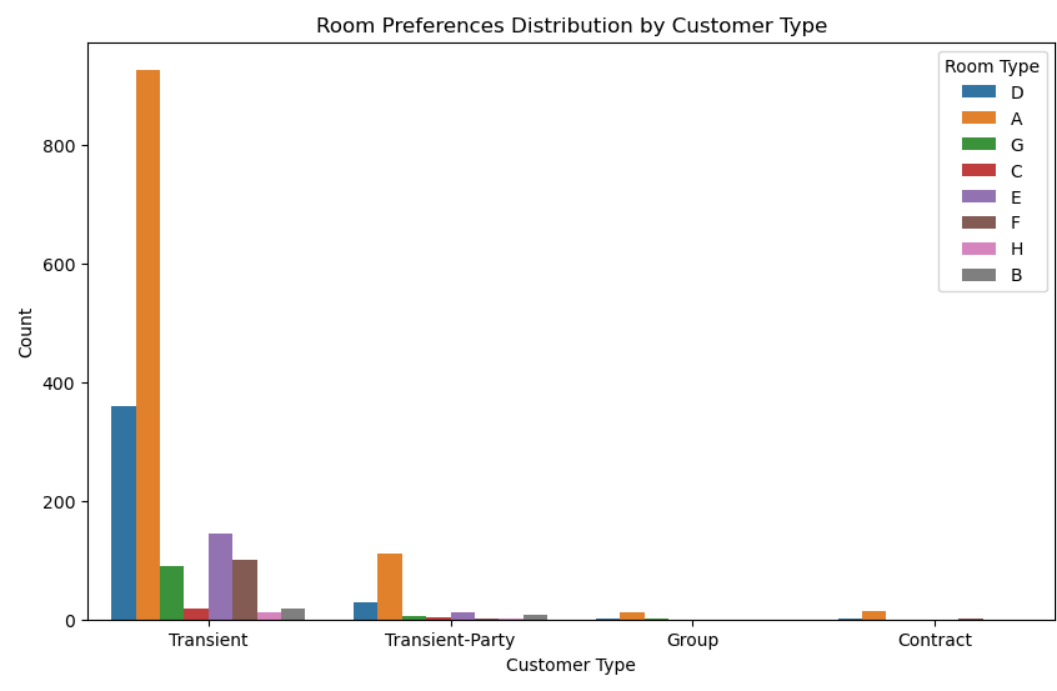 Room Preferences Distribution by Customer Type
Room Type
D
A
G
C
E
F
H
B
Count
800
600
400
200
0
Transient
Transient-Party
Group
Contract
Customer Type